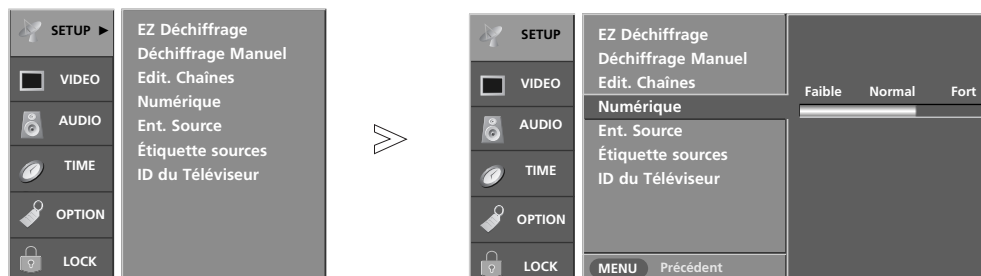 SETUP ►
VIDEO
AUDIO
TIME
OPTION
LOCK
EZ Déchiffrage
Déchiffrage Manuel
Edit. Chaînes
Numérique
Ent. Source
Étiquette sources
ID du Téléviseur
SETUP
VIDEO
AUDIO
TIME
OPTION
LOCK
EZ Déchiffrage
Déchiffrage Manuel
Edit. Chaînes
Numérique
Ent. Source
Étiquette sources
ID du Téléviseur
MENU Précédent
Faible Normal Fort